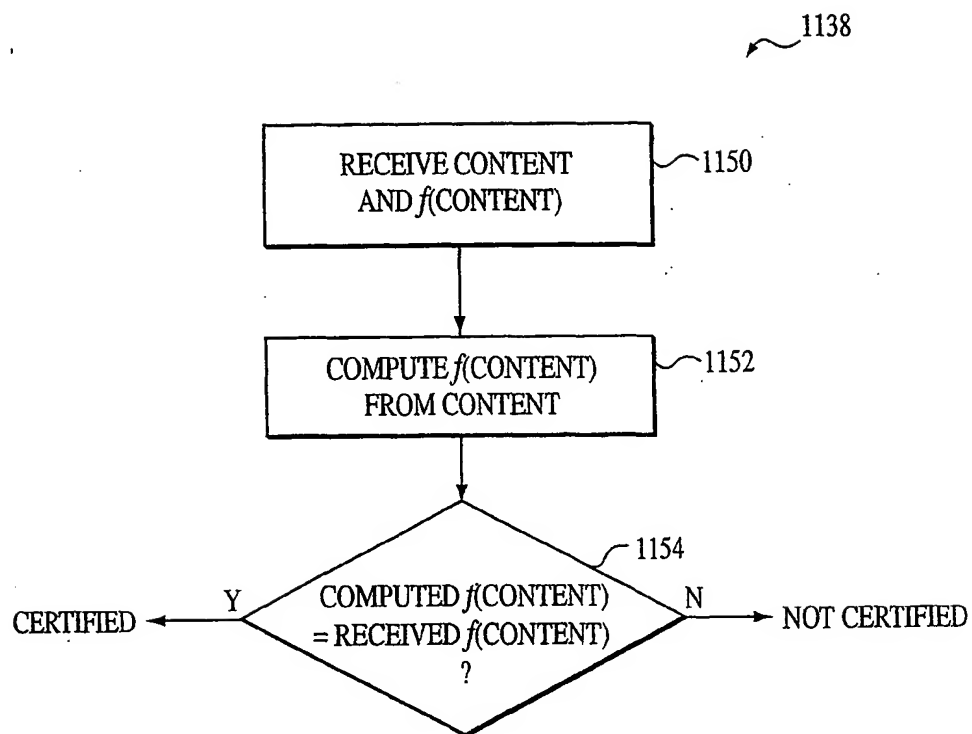 1138
RECEIVE CONTENT
AND f(CONTENT)
1150
COMPUTE f(CONTENT)
FROM CONTENT
1152
1154
COMPUTED f(CONTENT)
= RECEIVED f(CONTENT)
?
Y
CERTIFIED
N
NOT CERTIFIED